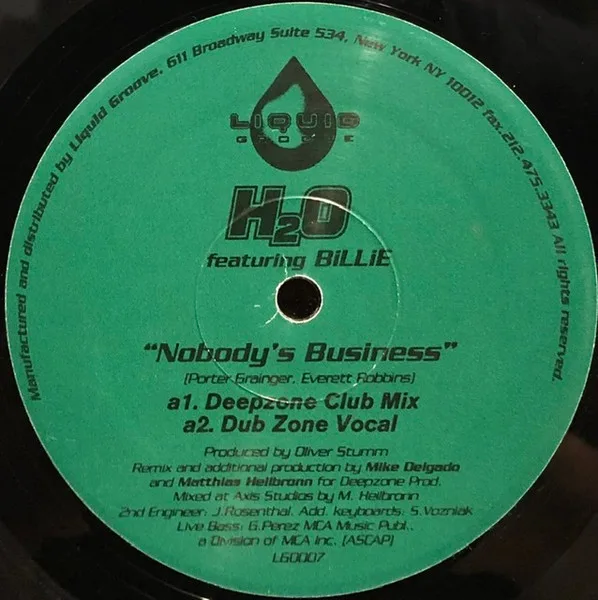 Manufactured and distributed by Liquid Groove, 611 Broadway Suite 534, New York NY 10012 fax.212.475.3343 All rights reserved.
LIQUID
GROOVE
H2O
featuring BiLLiE
“Nobody's Business”
(Porter Grainger, Everett Robbins)
a1. Deepzone Club Mix
a2. Dub Zone Vocal
Produced by Oliver Stumm
Remix and additional production by Mike Delgado
and Matthias Heilbronn for Deepzone Prod.
Mixed at Axis Studios by M. Heilbronn
2nd Engineer: J.Rosenthal, Add. keyboards: S.Vozniak
Live Bass: G.Perez MCA Music Publ.,
a Division of MCA Inc. (ASCAP)
LG0007